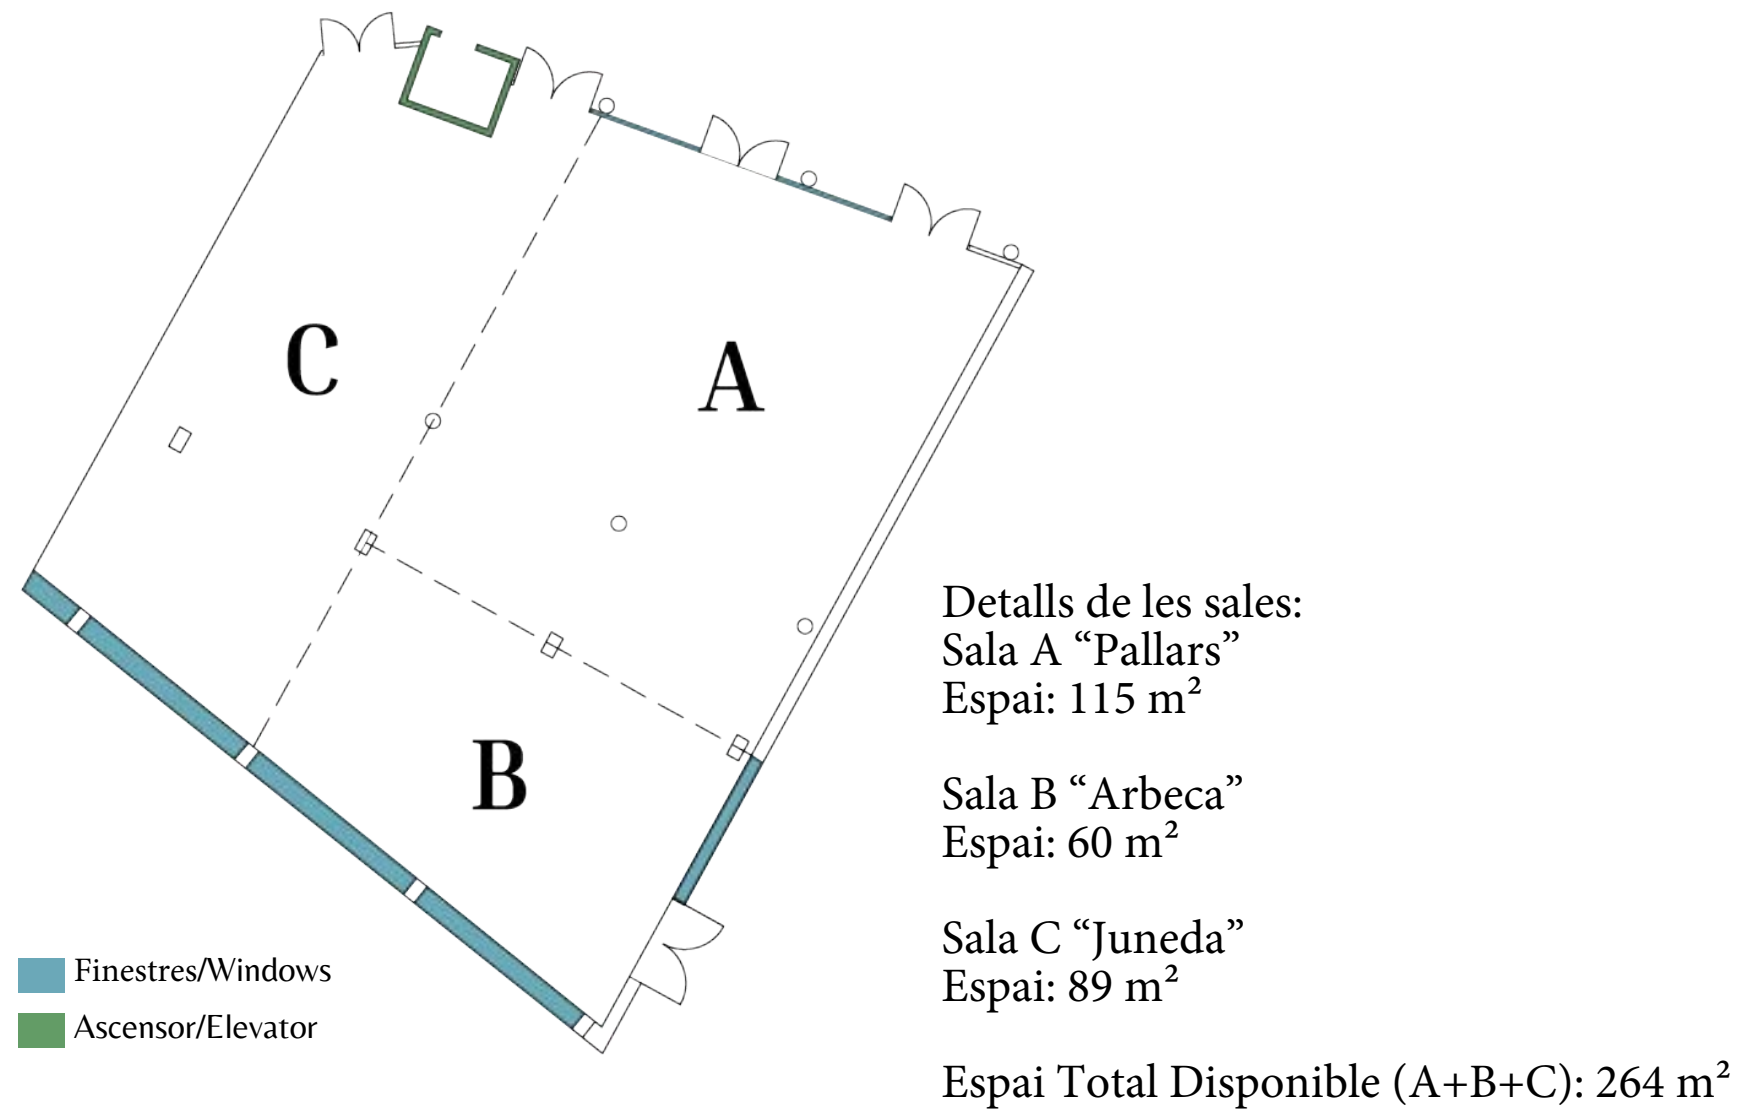 C
A
B
Detalls de les sales:
Sala A “Pallars”
Espai: 115 m²
Sala B “Arbeca”
Espai: 60 m²
Sala C “Juneda”
Espai: 89 m²
Espai Total Disponible (A+B+C): 264 m²
Finestres/Windows
Ascensor/Elevator